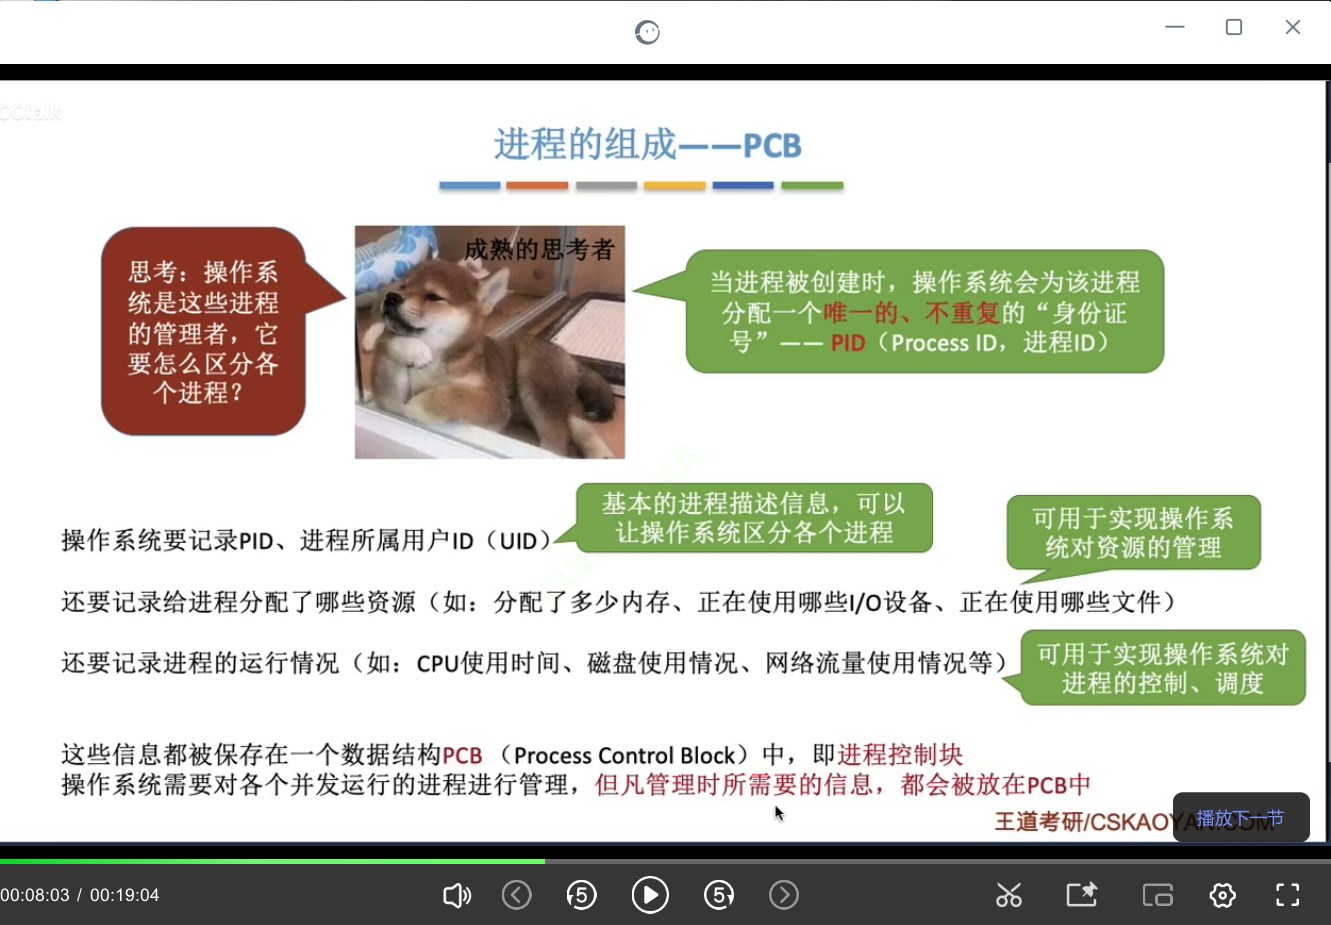 CCtalk
进程的组成——PCB
思考：操作系
统是这些进程
的管理者，它
要怎么区分各
个进程？
成熟的思考者
当进程被创建时，操作系统会为该进程
分配一个唯一的、不重复的“身份证
号”—— PID（Process ID，进程ID）
基本的进程描述信息，可以
让操作系统区分各个进程
操作系统要记录PID、进程所属用户ID（UID）
可用于实现操作系
统对资源的管理
还要记录给进程分配了哪些资源（如：分配了多少内存、正在使用哪些I/O设备、正在使用哪些文件）
还要记录进程的运行情况（如：CPU使用时间、磁盘使用情况、网络流量使用情况等）
可用于实现操作系统对
进程的控制、调度
这些信息都被保存在一个数据结构PCB （Process Control Block）中，即进程控制块
操作系统需要对各个并发运行的进程进行管理，但凡管理时所需要的信息，都会被放在PCB中
王道考研/CSKAOYAN.COM
播放下一节
00:08:03 / 00:19:04
5
5